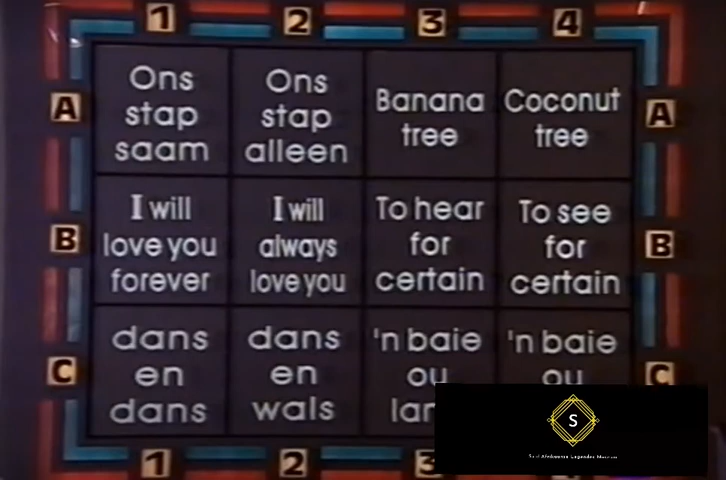 1 2 3 4
A A
Ons
stap
saam
Ons
stap
alleen
Banana
tree
Coconut
tree
B B
I will
love you
forever
I will
always
love you
To hear
for
certain
To see
for
certain
C C
dans
en
dans
dans
en
wals
'n baie
ou
'n baie
ou
S
1 2 3